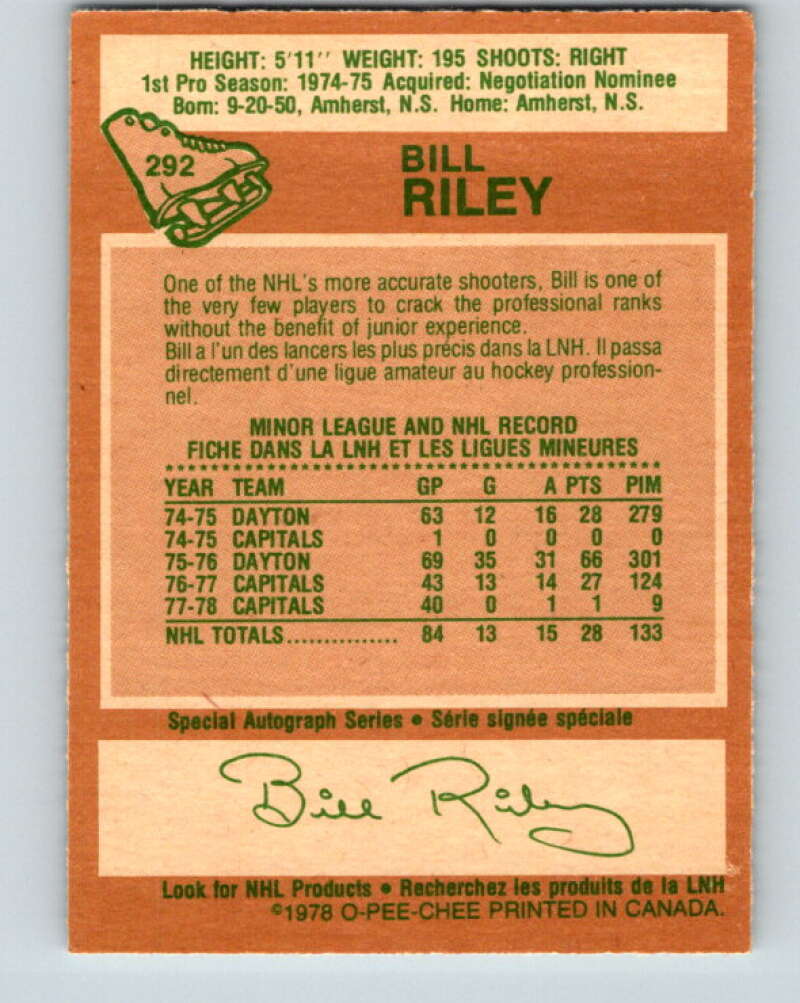 HEIGHT: 5'11'' WEIGHT: 195 SHOOTS: RIGHT
1st Pro Season: 1974-75 Acquired: Negotiation Nominee
Born: 9-20-50, Amherst, N.S. Home: Amherst, N.S.
292
BILL
RILEY
One of the NHL's more accurate shooters, Bill is one of
the very few players to crack the professional ranks
without the benefit of junior experience.
Bill a l'un des lancers les plus précis dans la LNH. Il passa
directement d'une ligue amateur au hockey profession-
nel.
MINOR LEAGUE AND NHL RECORD
FICHE DANS LA LNH ET LES LIGUES MINEURES
YEAR TEAM GP G A PTS PIM
74-75 DAYTON 63 12 16 28 279
74-75 CAPITALS 1 0 0 0 0
75-76 DAYTON 69 35 31 66 301
76-77 CAPITALS 43 13 14 27 124
77-78 CAPITALS 40 0 1 1 9
NHL TOTALS............... 84 13 15 28 133
Special Autograph Series • Série signée spéciale
Bill Riley
Look for NHL Products • Recherchez les produits de la LNH
©1978 O-PEE-CHEE PRINTED IN CANADA.